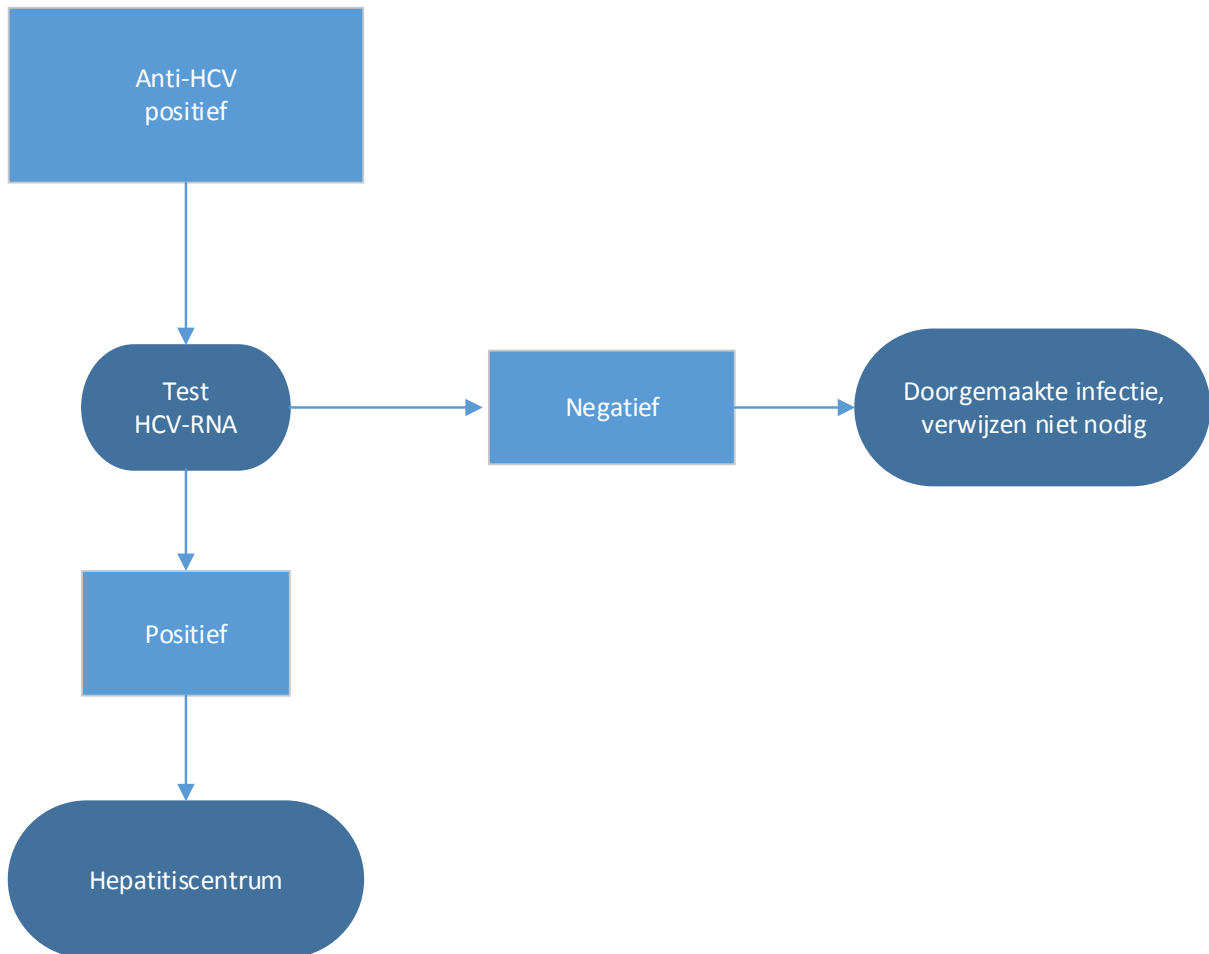 Anti-HCV
positief
Test
HCV-RNA
Negatief
Doorgemaakte infectie,
verwijzen niet nodig
Positief
Hepatitiscentrum